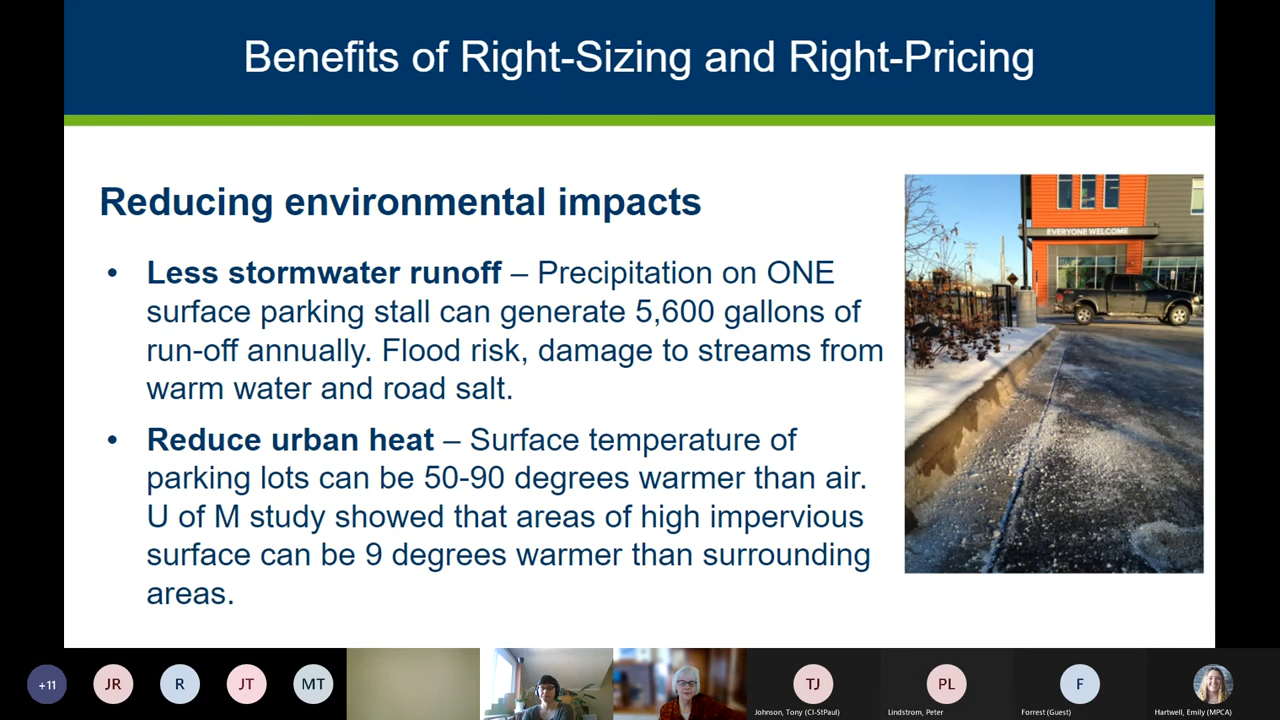 Benefits of Right-Sizing and Right-Pricing
Reducing environmental impacts
• Less stormwater runoff – Precipitation on ONE
surface parking stall can generate 5,600 gallons of
run-off annually. Flood risk, damage to streams from
warm water and road salt.
• Reduce urban heat – Surface temperature of
parking lots can be 50-90 degrees warmer than air.
U of M study showed that areas of high impervious
surface can be 9 degrees warmer than surrounding
areas.
EVERYONE WELCOME
+11
JR
R
JT
MT
TJ
PL
F
Johnson, Tony (CI-StPaul)
Lindstrom, Peter
Forrest (Guest)
Hartwell, Emily (MPCA)